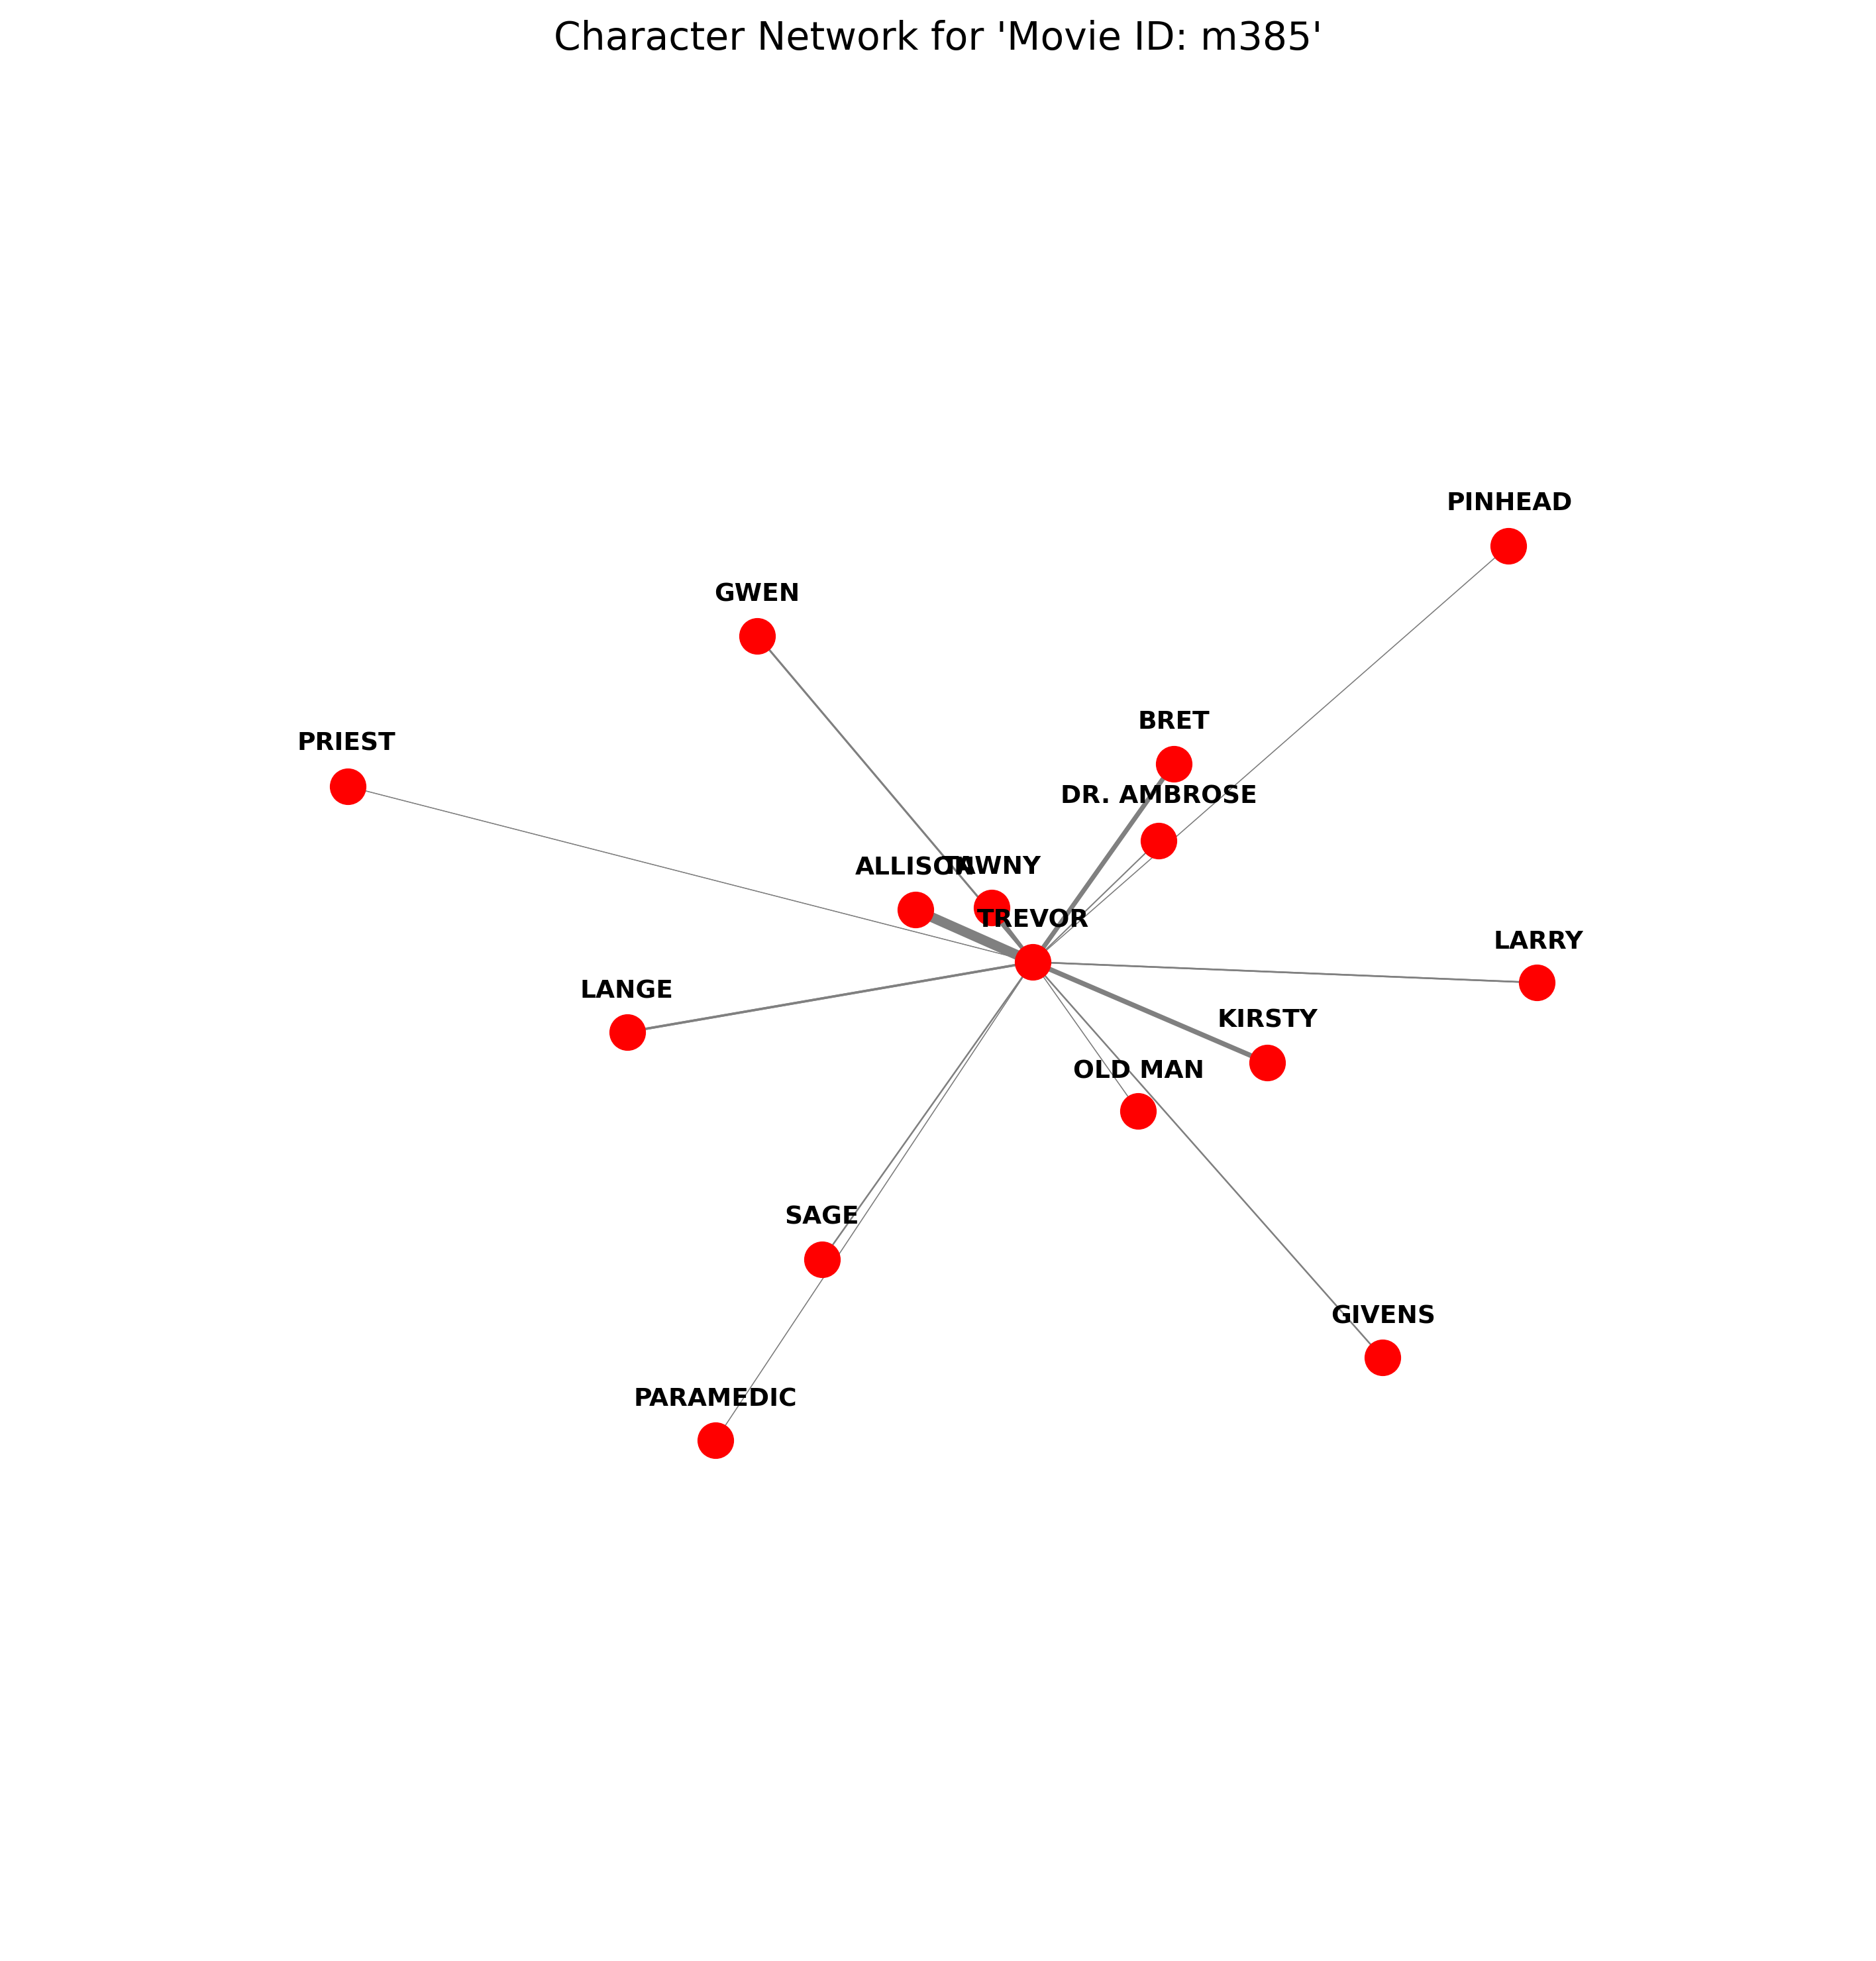 Character Network for 'Movie ID: m385'
PINHEAD
GWEN
BRET
PRIEST
DR. AMBROSE
ALLISON
TAWNY
TREVOR
LARRY
LANGE
KIRSTY
OLD MAN
SAGE
GIVENS
PARAMEDIC